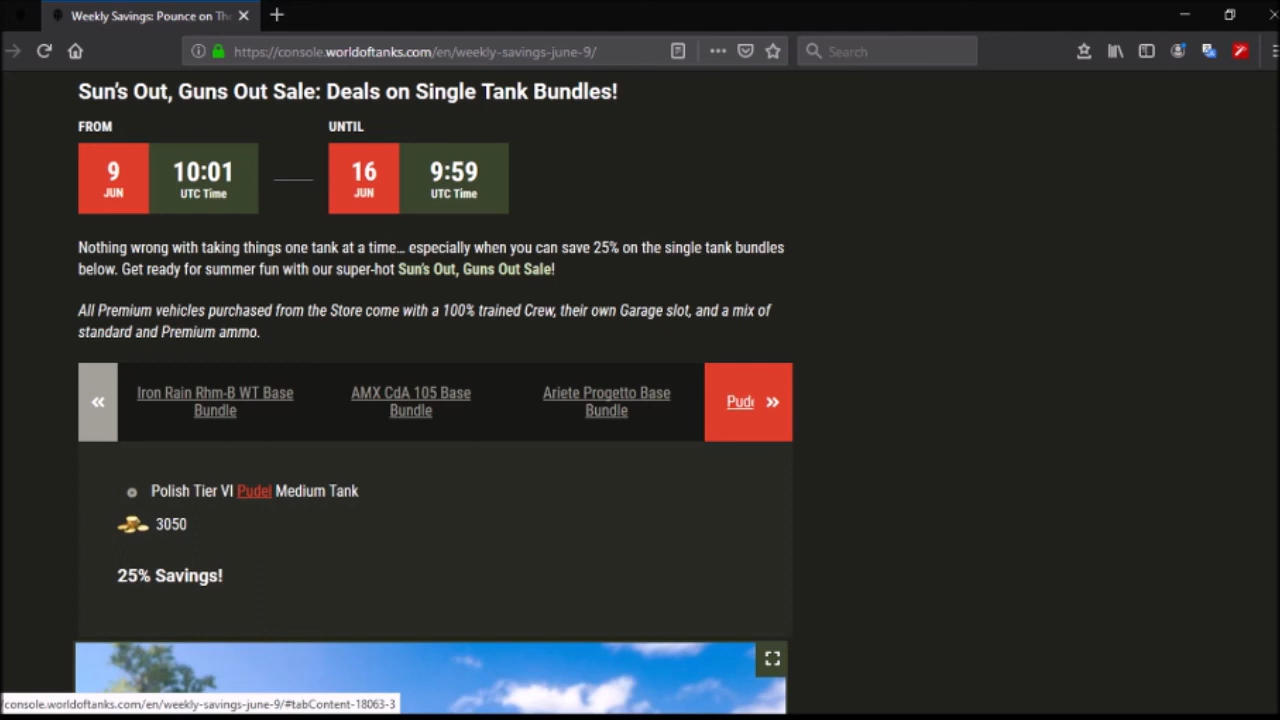 Weekly Savings: Pounce on The
https://console.worldoftanks.com/en/weekly-savings-june-9/
Search
Sun's Out, Guns Out Sale: Deals on Single Tank Bundles!
FROM
UNTIL
9
JUN
10:01
UTC Time
16
JUN
9:59
UTC Time
Nothing wrong with taking things one tank at a time... especially when you can save 25% on the single tank bundles
below. Get ready for summer fun with our super-hot Sun's Out, Guns Out Sale!
All Premium vehicles purchased from the Store come with a 100% trained Crew, their own Garage slot, and a mix of
standard and Premium ammo.
«
Iron Rain Rhm-B WT Base
Bundle
AMX CdA 105 Base
Bundle
Ariete Progetto Base
Bundle
Pude
»
Polish Tier VI Pudel Medium Tank
3050
25% Savings!
console.worldoftanks.com/en/weekly-savings-june-9/#tabContent-18063-3